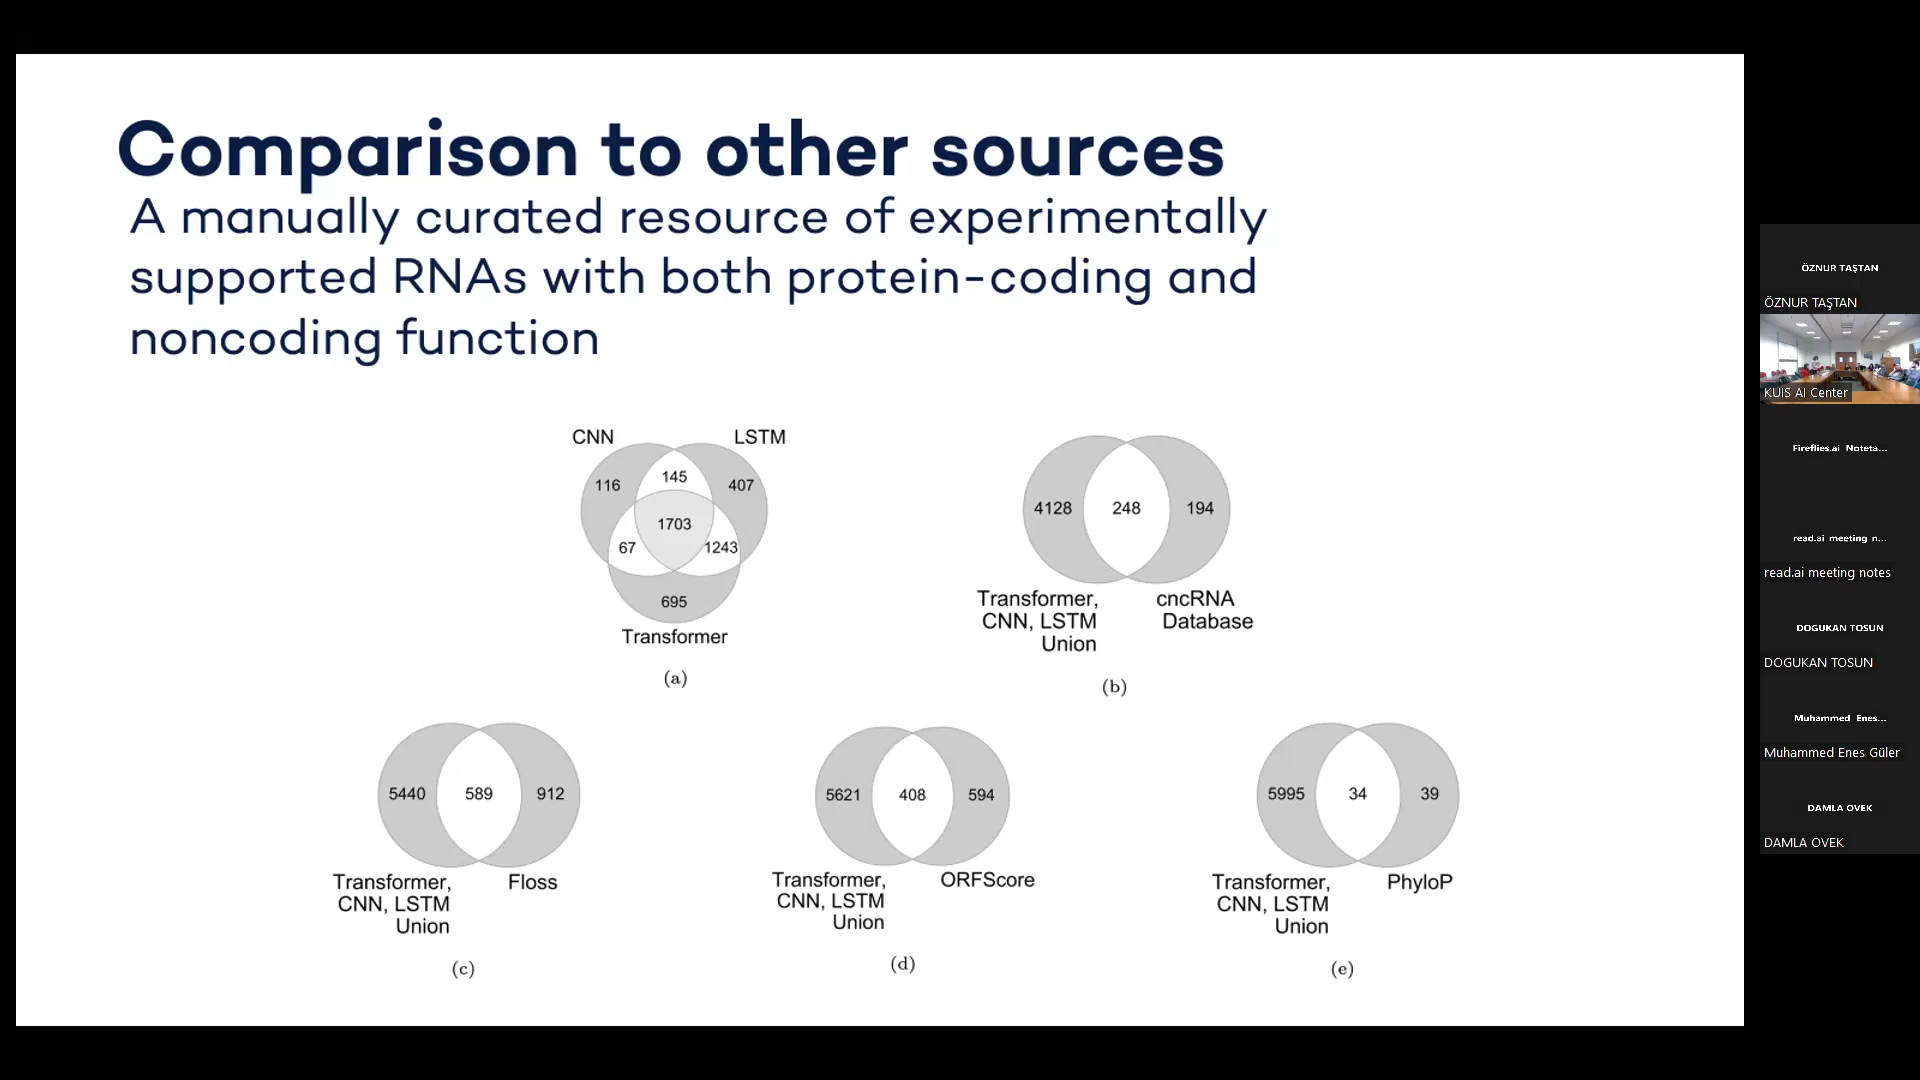 Comparison to other sources
A manually curated resource of experimentally
supported RNAs with both protein-coding and
noncoding function
CNN
LSTM
116
145
407
1703
67
1243
695
Transformer
(a)
4128
248
194
Transformer,
CNN, LSTM
Union
cncRNA
Database
(b)
5440
589
912
Transformer,
CNN, LSTM
Union
Floss
(c)
5621
408
594
Transformer,
CNN, LSTM
Union
ORFScore
(d)
5995
34
39
Transformer,
CNN, LSTM
Union
PhyloP
(e)
ÖZNUR TAŞTAN
ÖZNUR TAŞTAN
KUIS AI Center
Fireflies.ai Noteta...
read.ai meeting n...
read.ai meeting notes
DOGUKAN TOSUN
DOGUKAN TOSUN
Muhammed Enes...
Muhammed Enes Güler
DAMLA OVEK
DAMLA OVEK